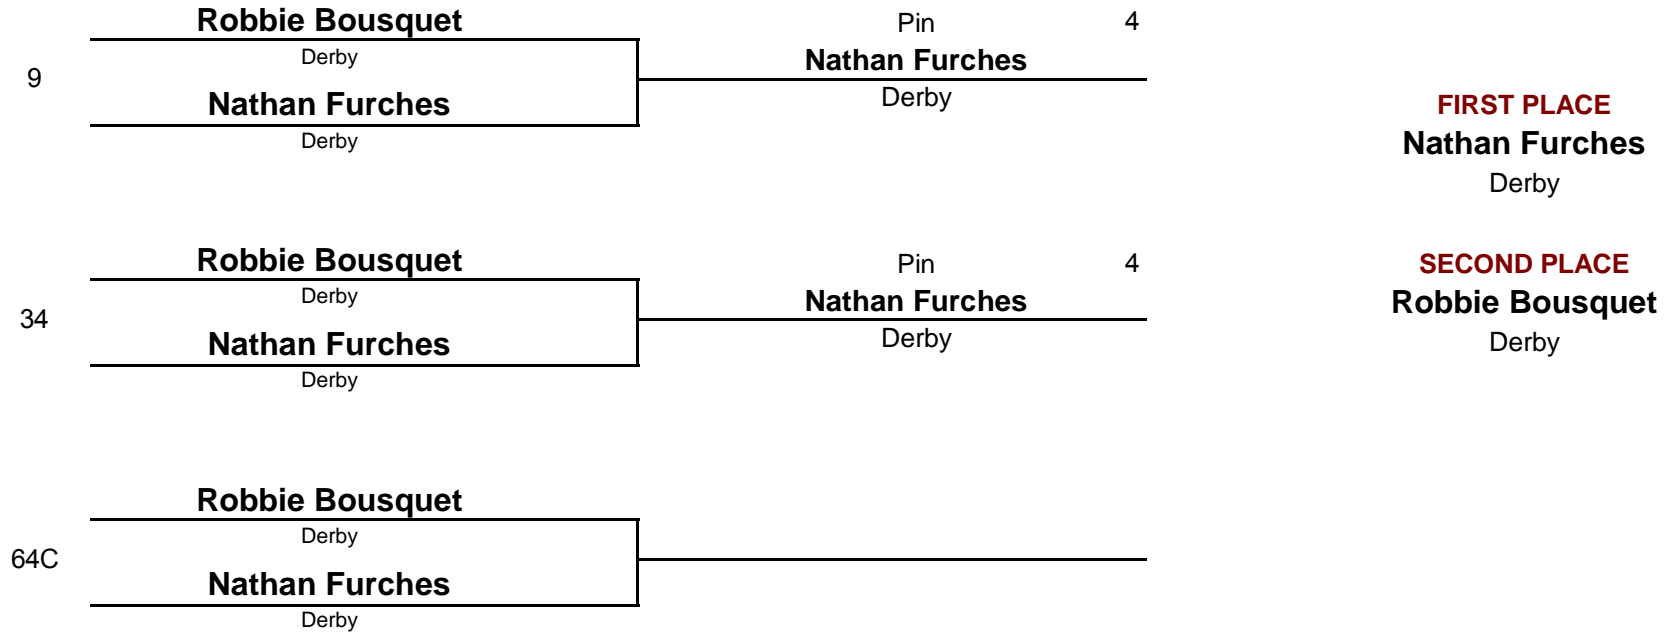 Robbie Bousquet
Derby
9
Nathan Furches
Derby
Pin 4
Nathan Furches
Derby
FIRST PLACE
Nathan Furches
Derby
Robbie Bousquet
Derby
34
Nathan Furches
Derby
Pin 4
Nathan Furches
Derby
SECOND PLACE
Robbie Bousquet
Derby
Robbie Bousquet
Derby
64C
Nathan Furches
Derby